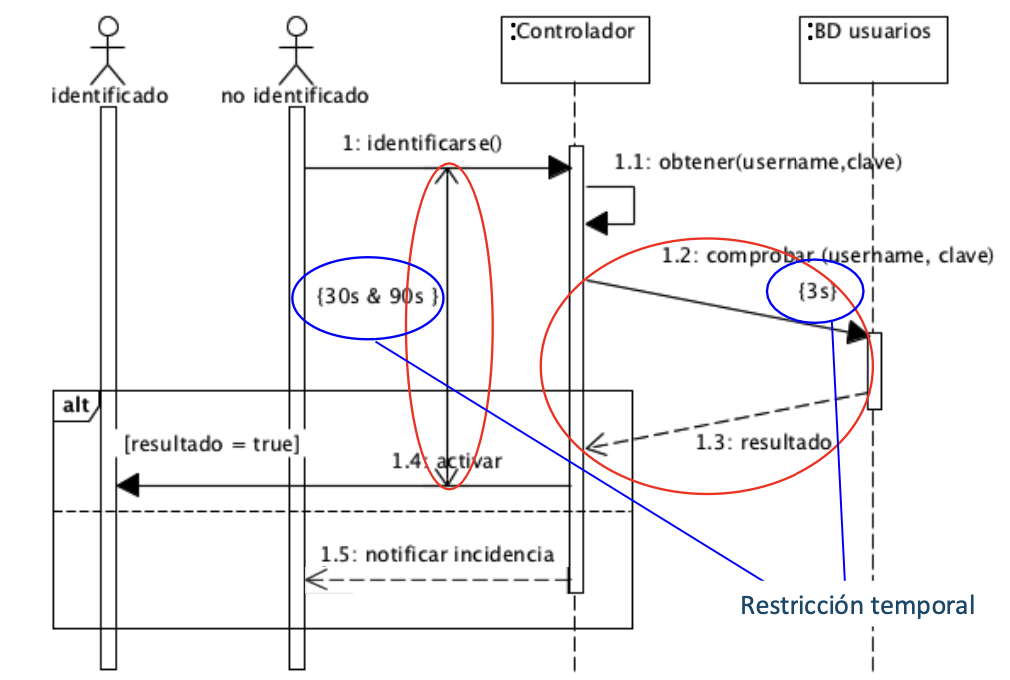 :Controlador
:BD usuarios
identificado
no identificado
1: identificarse()
1.1: obtener(username,clave)
1.2: comprobar (username, clave)
{3s}
{30s & 90s }
alt
[resultado = true]
1.3: resultado
1.4: activar
1.5: notificar incidencia
Restricción temporal